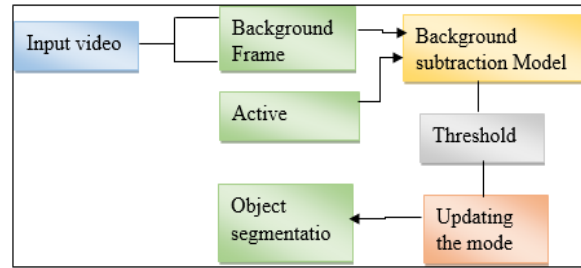 Input video
Background
Frame
Background
subtraction Model
Active
Threshold
Object
segmentatio
Updating
the mode